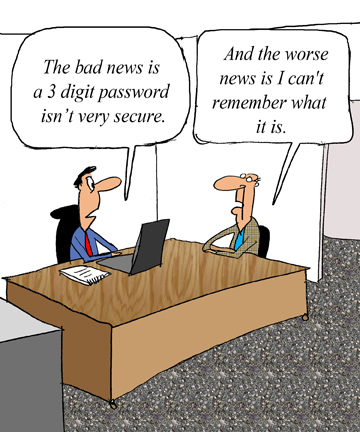 The bad news is
a 3 digit password
isn't very secure.
And the worse
news is I can't
remember what
it is.